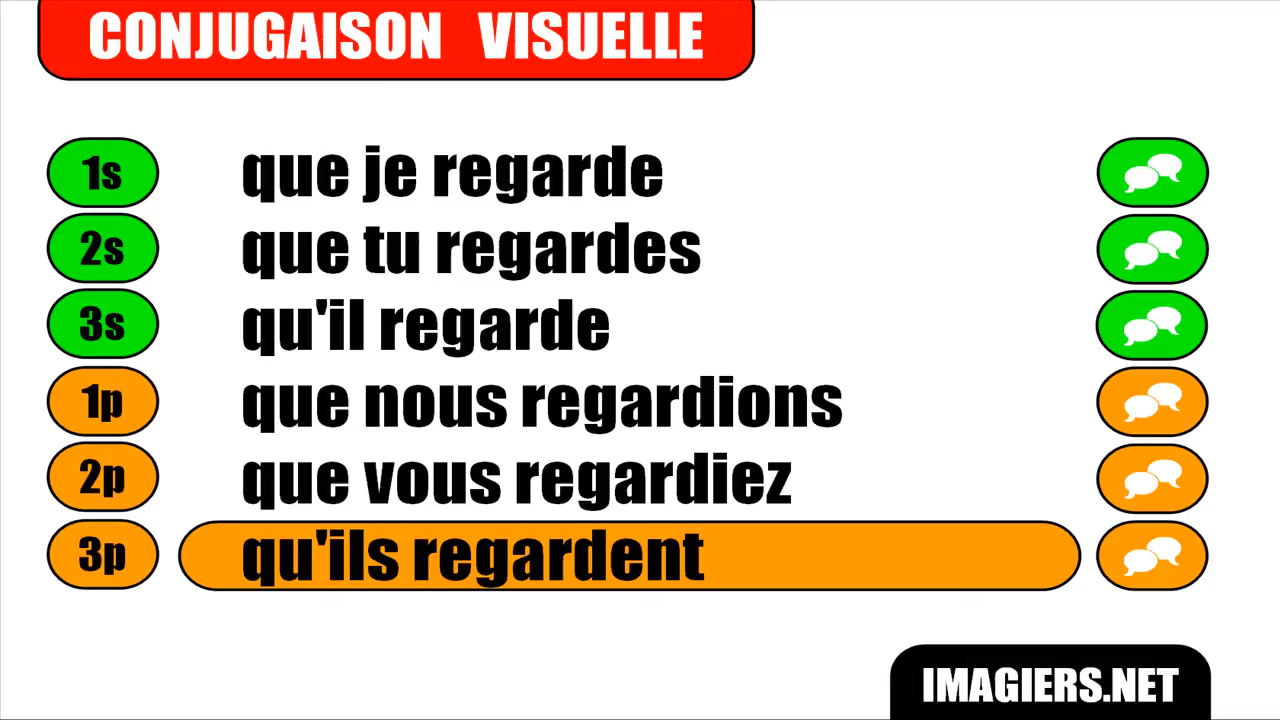 CONJUGAISON VISUELLE
1s que je regarde
2s que tu regardes
3s qu'il regarde
1p que nous regardions
2p que vous regardiez
3p qu'ils regardent
IMAGIERS.NET